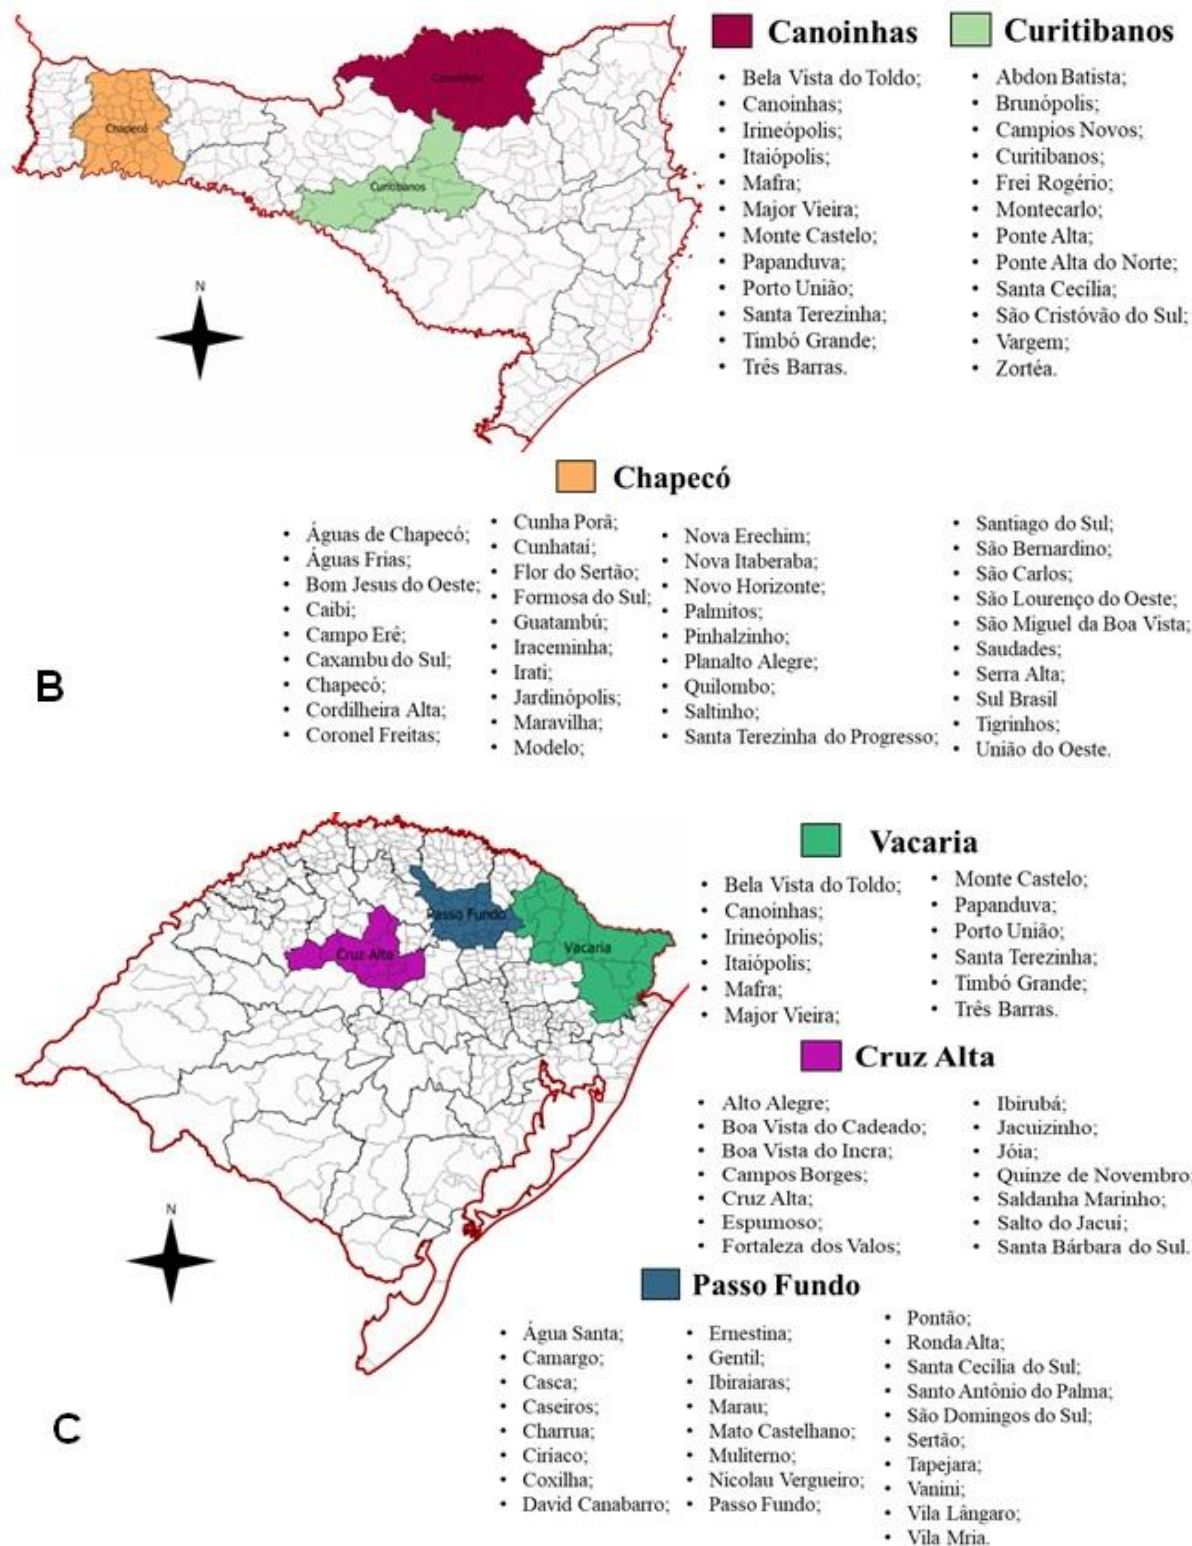 Canoinhas
• Bela Vista do Toldo;
• Canoinhas;
• Irineópolis;
• Itaiópolis;
• Mafra;
• Major Vieira;
• Monte Castelo;
• Papanduva;
• Porto União;
• Santa Terezinha;
• Timbó Grande;
• Três Barras.
Curitibanos
• Abdon Batista;
• Brunópolis;
• Campios Novos;
• Curitibanos;
• Frei Rogério;
• Montecarlo;
• Ponte Alta;
• Ponte Alta do Norte;
• Santa Cecília;
• São Cristóvão do Sul;
• Vargem;
• Zortéa.
Canoinhas
Chapecó
Curitibanos
N
Chapecó
• Águas de Chapecó;
• Águas Frias;
• Bom Jesus do Oeste;
• Caibi;
• Campo Erê;
• Caxambu do Sul;
• Chapecó;
• Cordilheira Alta;
• Coronel Freitas;
• Cunha Porã;
• Cunhataí;
• Flor do Sertão;
• Formosa do Sul;
• Guatambú;
• Iraceminha;
• Irati;
• Jardinópolis;
• Maravilha;
• Modelo;
• Nova Erechim;
• Nova Itaberaba;
• Novo Horizonte;
• Palmitos;
• Pinhalzinho;
• Planalto Alegre;
• Quilombo;
• Saltinho;
• Santa Terezinha do Progresso;
• Santiago do Sul;
• São Bernardino;
• São Carlos;
• São Lourenço do Oeste;
• São Miguel da Boa Vista;
• Saudades;
• Serra Alta;
• Sul Brasil
• Tigrinhos;
• União do Oeste.
B
Vacaria
• Bela Vista do Toldo;
• Canoinhas;
• Irineópolis;
• Itaiópolis;
• Mafra;
• Major Vieira;
• Monte Castelo;
• Papanduva;
• Porto União;
• Santa Terezinha;
• Timbó Grande;
• Três Barras.
Passo Fundo
Cruz Alta
Vacaria
N
Cruz Alta
• Alto Alegre;
• Boa Vista do Cadeado;
• Boa Vista do Incra;
• Campos Borges;
• Cruz Alta;
• Espumoso;
• Fortaleza dos Valos;
• Ibirubá;
• Jacuizinho;
• Jóia;
• Quinze de Novembro;
• Saldanha Marinho;
• Salto do Jacuí;
• Santa Bárbara do Sul.
Passo Fundo
• Água Santa;
• Camargo;
• Casca;
• Caseiros;
• Charrua;
• Ciríaco;
• Coxilha;
• David Canabarro;
• Ernestina;
• Gentil;
• Ibiraiaras;
• Marau;
• Mato Castelhano;
• Muliterno;
• Nicolau Vergueiro;
• Passo Fundo;
• Pontão;
• Ronda Alta;
• Santa Cecília do Sul;
• Santo Antônio do Palma;
• São Domingos do Sul;
• Sertão;
• Tapejara;
• Vanini;
• Vila Lângaro;
• Vila Mria.
C